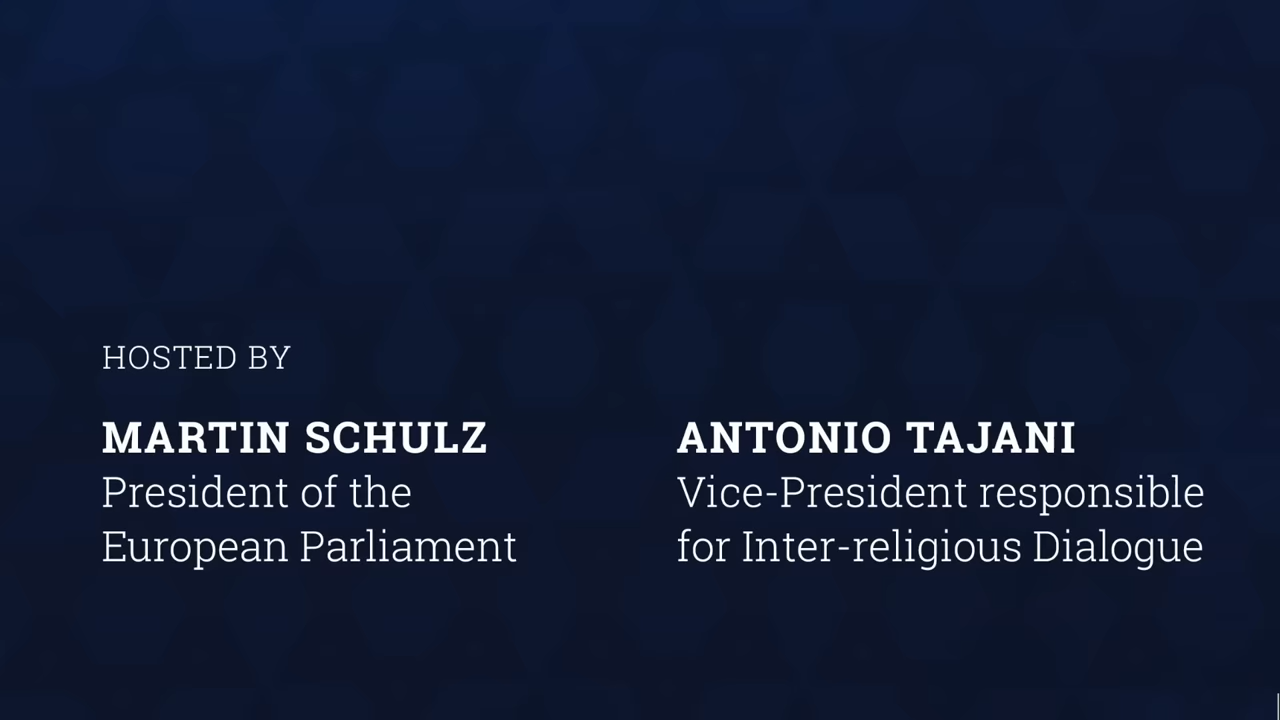 HOSTED BY
MARTIN SCHULZ
President of the
European Parliament
ANTONIO TAJANI
Vice-President responsible
for Inter-religious Dialogue